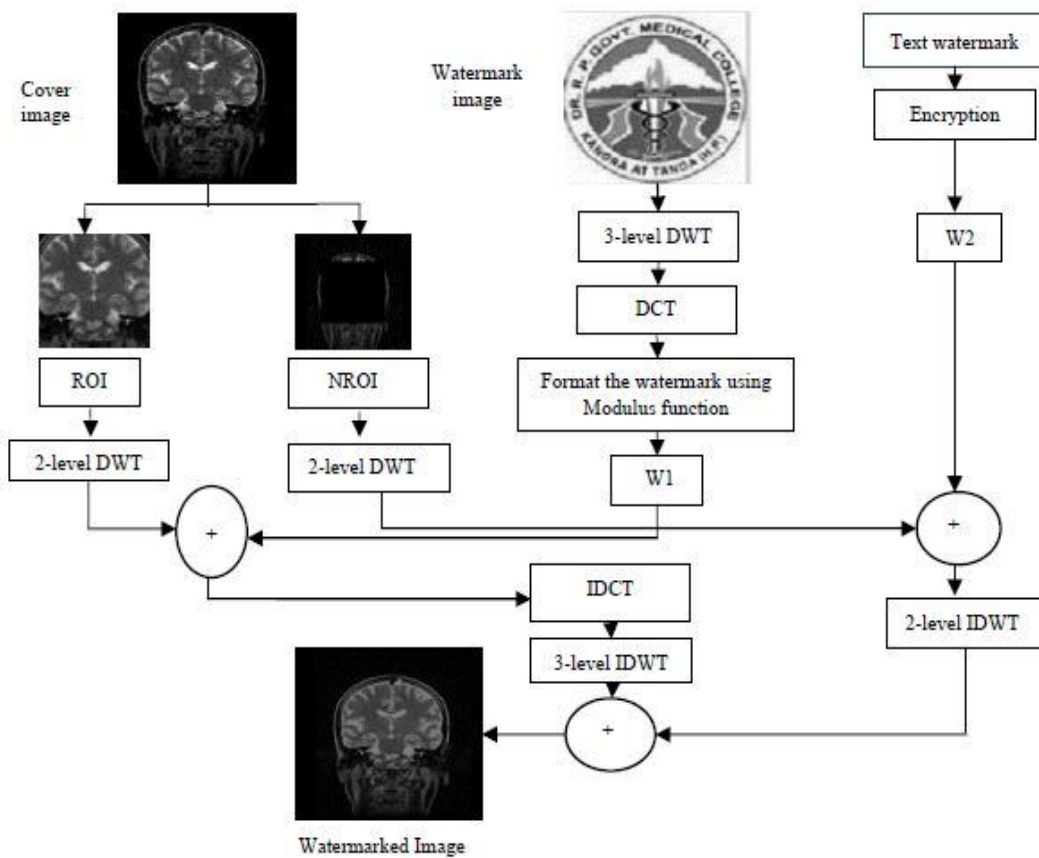 Cover
image
Watermark
image
DR. R. P. GOVT. MEDICAL COLLEGE
KANGRA AT TANDA (H.P.)
Text watermark
Encryption
W2
3-level DWT
DCT
Format the watermark using
Modulus function
W1
ROI
NROI
2-level DWT
2-level DWT
+
+
IDCT
3-level IDWT
2-level IDWT
+
Watermarked Image